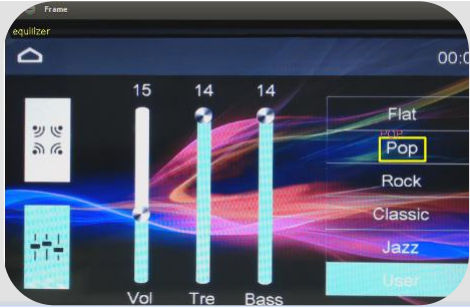 Frame
equilizer
00:0
15 14 14
Flat
POP
Pop
Rock
Classic
Jazz
User
Vol Tre Bass